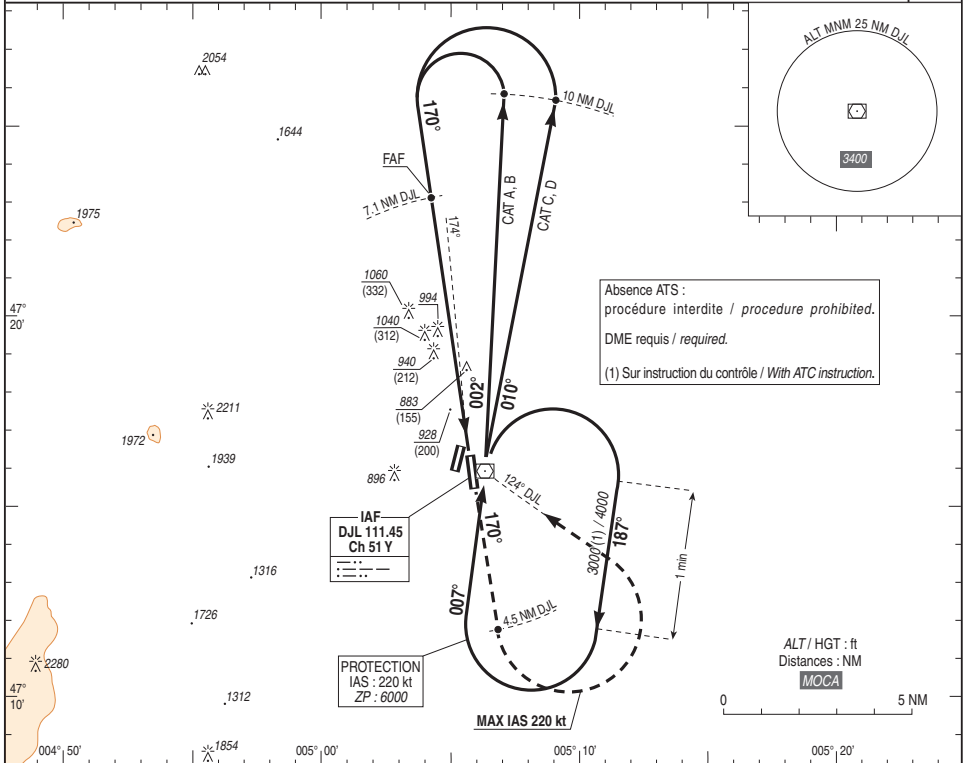 2054
1644
1975
170°
10 NM DJL
FAF
7.1 NM DJL
174°
CAT A, B
CAT C, D
ALT MNM 25 NM DJL
3400
47°
20'
1060
(332)
994
1040
(312)
940
(212)
883
(155)
928
(200)
002°
010°
Absence ATS :
procédure interdite / procedure prohibited.
DME requis / required.
(1) Sur instruction du contrôle / With ATC instruction.
2211
1972
1939
896
124° DJL
IAF
DJL 111.45
Ch 51 Y
170°
3000 (1) / 4000
187°
1 min
007°
4.5 NM DJL
1316
1726
2280
1312
1854
PROTECTION
IAS : 220 kt
ZP : 6000
MAX IAS 220 kt
ALT / HGT : ft
Distances : NM
MOCA
0 5 NM
47°
10'
004° 50' 005° 00' 005° 10' 005° 20'